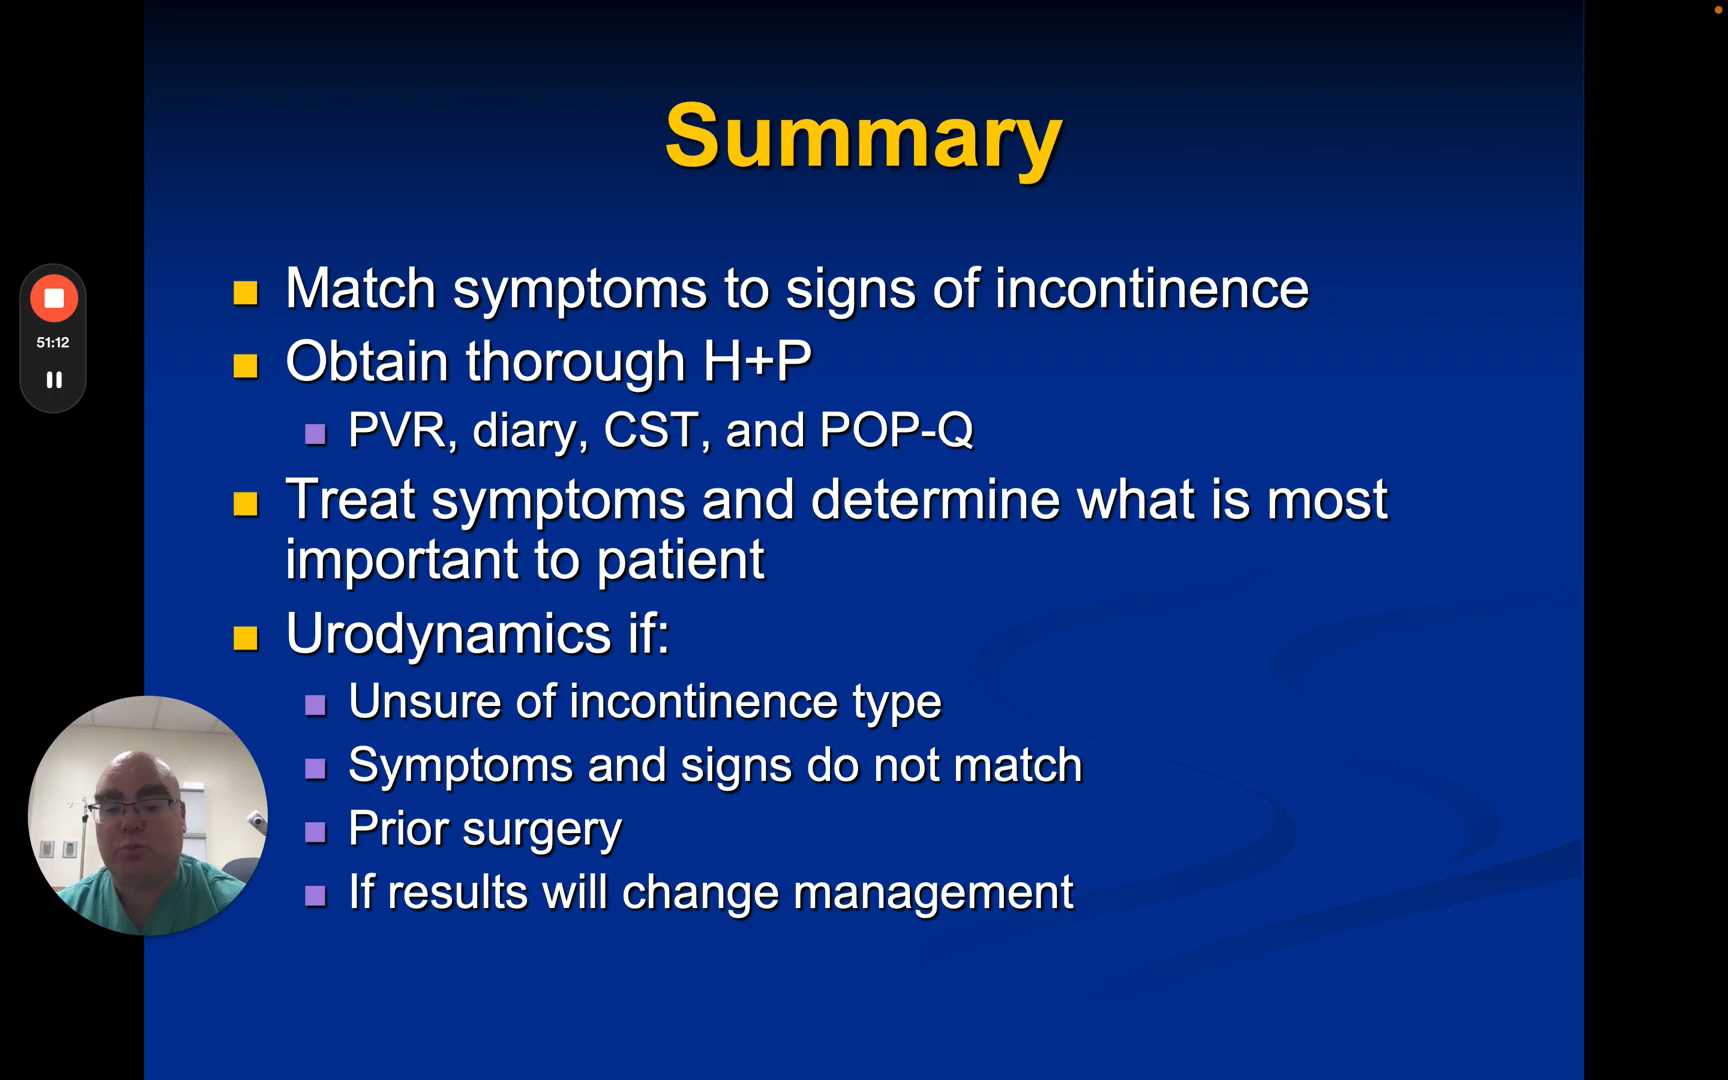 Summary
Match symptoms to signs of incontinence
Obtain thorough H+P
PVR, diary, CST, and POP-Q
Treat symptoms and determine what is most
important to patient
Urodynamics if:
Unsure of incontinence type
Symptoms and signs do not match
Prior surgery
If results will change management
51:12